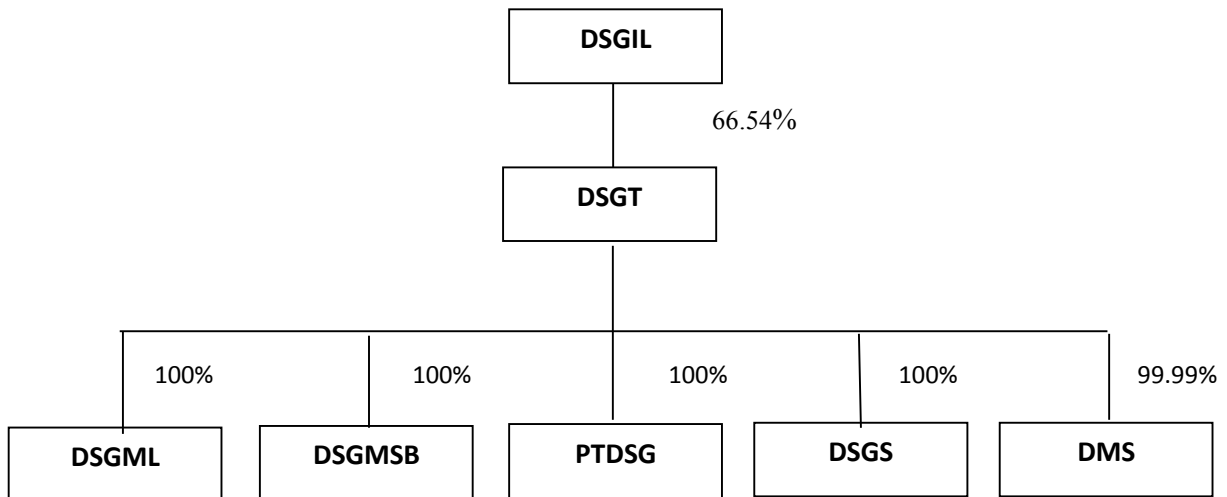 DSGIL
66.54%
DSGT
100%
100%
100%
100%
99.99%
DSGML
DSGMSB
PTDSG
DSGS
DMS